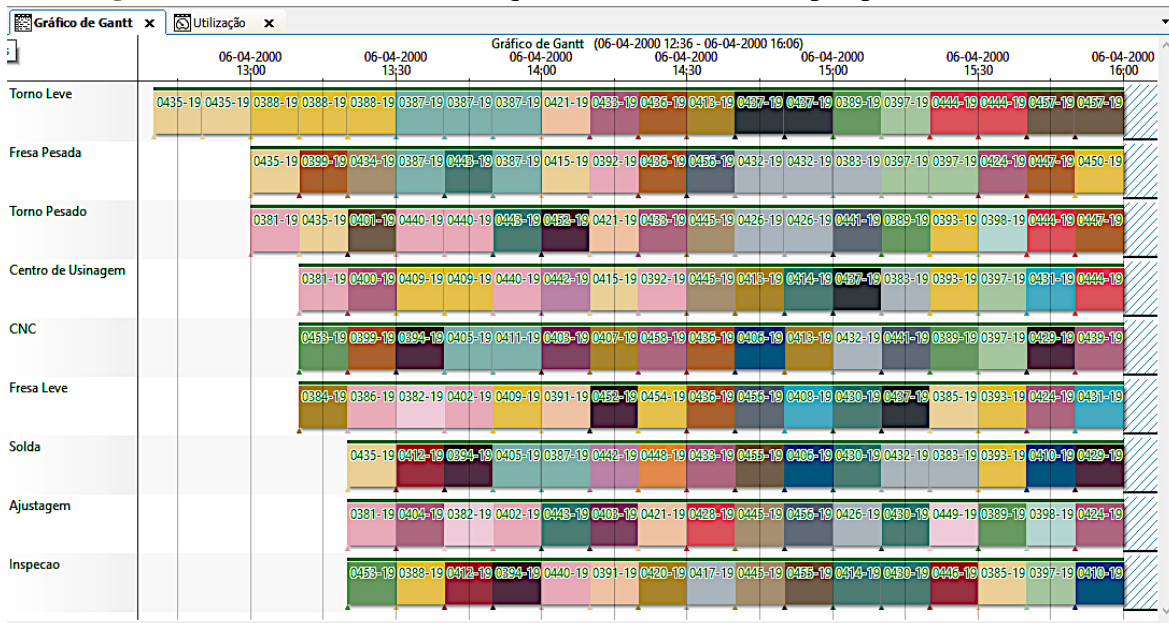 Gráfico de Gantt x Utilização x
Gráfico de Gantt (06-04-2000 12:36 - 06-04-2000 16:06)
06-04-2000 06-04-2000 06-04-2000 06-04-2000 06-04-2000 06-04-2000 06-04-2000
13:00 13:30 14:00 14:30 15:00 15:30 16:00
Torno Leve 0435-19 0435-19 0388-19 0388-19 0388-19 0387-19 0387-19 0387-19 0421-19 0433-19 0436-19 0413-19 0437-19 0437-19 0389-19 0397-19 0444-19 0444-19 0457-19 0457-19
Fresa Pesada 0435-19 0399-19 0434-19 0387-19 0443-19 0387-19 0415-19 0392-19 0436-19 0456-19 0432-19 0432-19 0383-19 0397-19 0397-19 0424-19 0447-19 0450-19
Torno Pesado 0381-19 0435-19 0401-19 0440-19 0440-19 0443-19 0452-19 0421-19 0433-19 0445-19 0426-19 0426-19 0441-19 0389-19 0393-19 0398-19 0444-19 0447-19
Centro de Usinagem 0381-19 0400-19 0409-19 0409-19 0440-19 0442-19 0415-19 0392-19 0445-19 0413-19 0414-19 0437-19 0383-19 0393-19 0397-19 0431-19 0444-19
CNC 0453-19 0399-19 0394-19 0405-19 0411-19 0403-19 0407-19 0458-19 0436-19 0406-19 0413-19 0432-19 0441-19 0389-19 0397-19 0429-19 0439-19
Fresa Leve 0384-19 0386-19 0382-19 0402-19 0409-19 0391-19 0452-19 0454-19 0436-19 0456-19 0408-19 0430-19 0437-19 0385-19 0393-19 0424-19 0431-19
Solda 0435-19 0412-19 0394-19 0405-19 0387-19 0442-19 0448-19 0433-19 0455-19 0406-19 0430-19 0432-19 0383-19 0393-19 0410-19 0429-19
Ajustagem 0381-19 0404-19 0382-19 0402-19 0443-19 0403-19 0421-19 0428-19 0445-19 0456-19 0426-19 0430-19 0449-19 0389-19 0398-19 0424-19
Inspecao 0453-19 0388-19 0412-19 0394-19 0440-19 0391-19 0420-19 0417-19 0445-19 0455-19 0414-19 0430-19 0446-19 0385-19 0397-19 0410-19